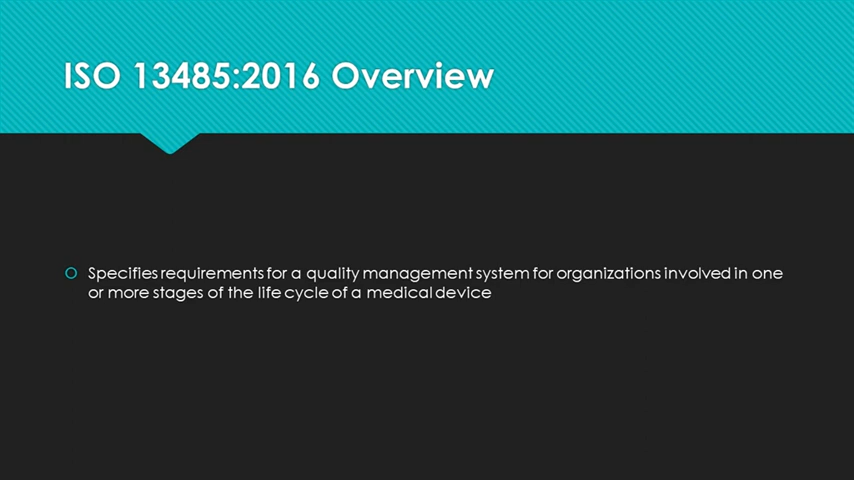 ISO 13485:2016 Overview
Specifies requirements for a quality management system for organizations involved in one
or more stages of the life cycle of a medical device